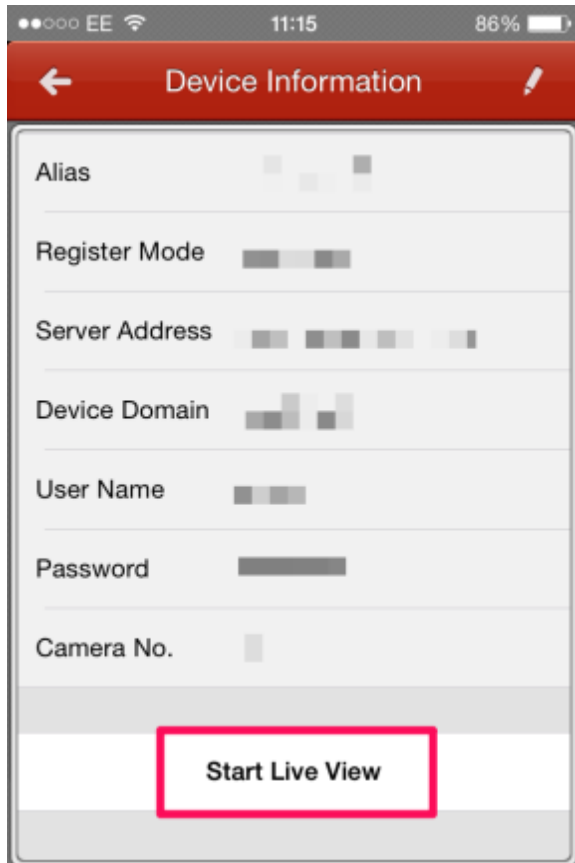 EE 11:15 86%
Device Information
Alias
Register Mode
Server Address
Device Domain
User Name
Password
Camera No.
Start Live View